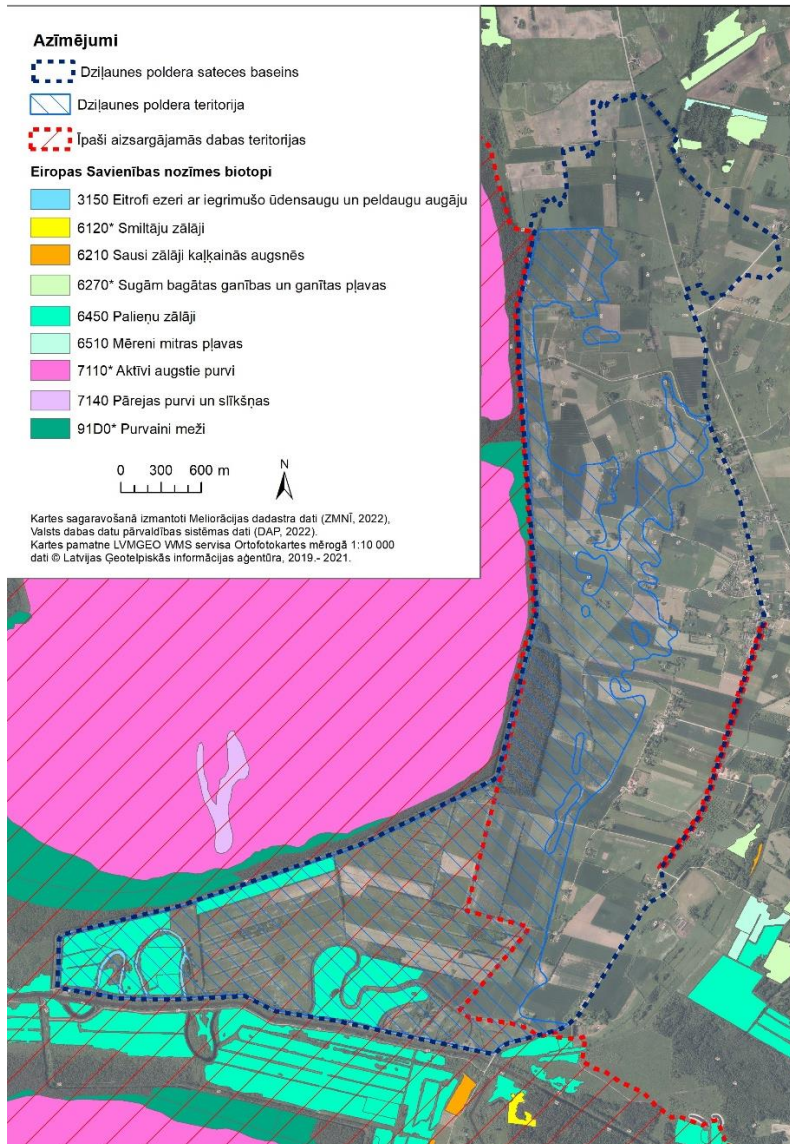 Azīmējumi
Dziļaunes poldera sateces baseins
Dziļaunes poldera teritorija
Īpaši aizsargājamās dabas teritorijas
Eiropas Savienības nozīmes biotopi
3150 Eitrofi ezeri ar iegrimušo ūdensaugu un peldaugu augāju
6120* Smiltāju zālāji
6210 Sausi zālāji kaļķainās augsnēs
6270* Sugām bagātas ganības un ganītas pļavas
6450 Palieņu zālāji
6510 Mēreni mitras pļavas
7110* Aktīvi augstie purvi
7140 Pārejas purvi un slīkšņas
91D0* Purvaini meži
0 300 600 m
N
Kartes sagaravošanā izmantoti Meliorācijas dadastra dati (ZMNĪ, 2022),
Valsts dabas datu pārvaldības sistēmas dati (DAP, 2022).
Kartes pamatne LVMGEO WMS servisa Ortofotokartes mērogā 1:10 000
dati © Latvijas Ģeotelpiskās informācijas aģentūra, 2019.- 2021.